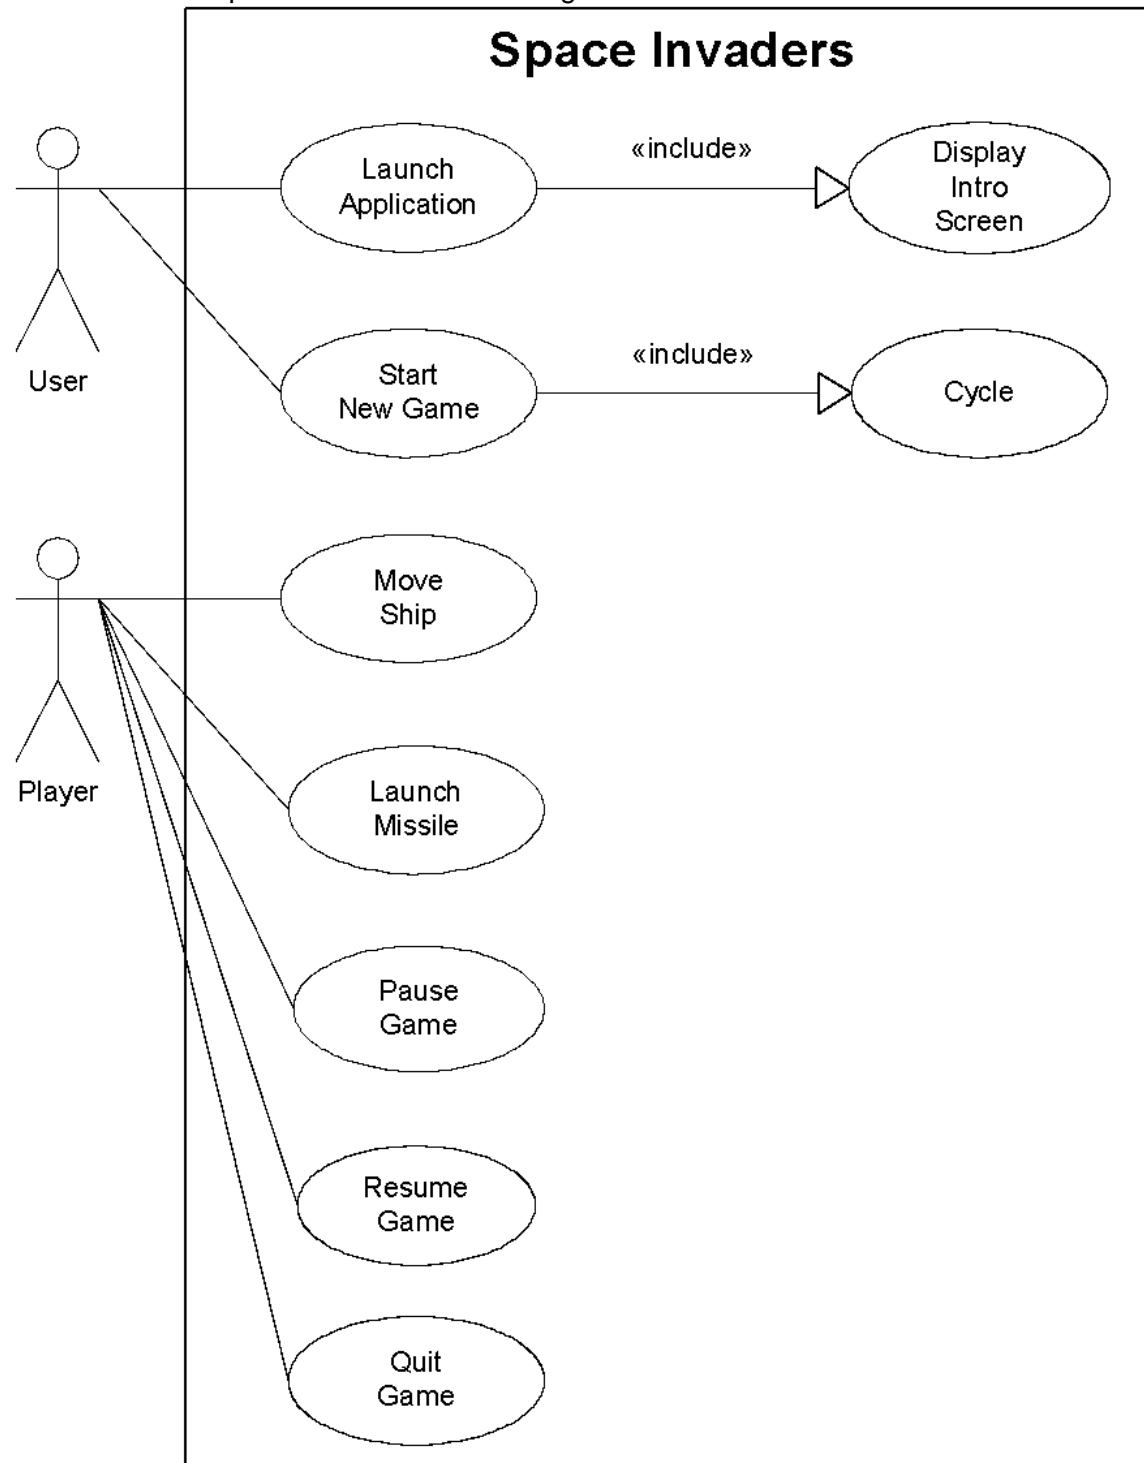 Space Invaders
Launch
Application
«include»
Display
Intro
Screen
User
Start
New Game
«include»
Cycle
Move
Ship
Player
Launch
Missile
Pause
Game
Resume
Game
Quit
Game